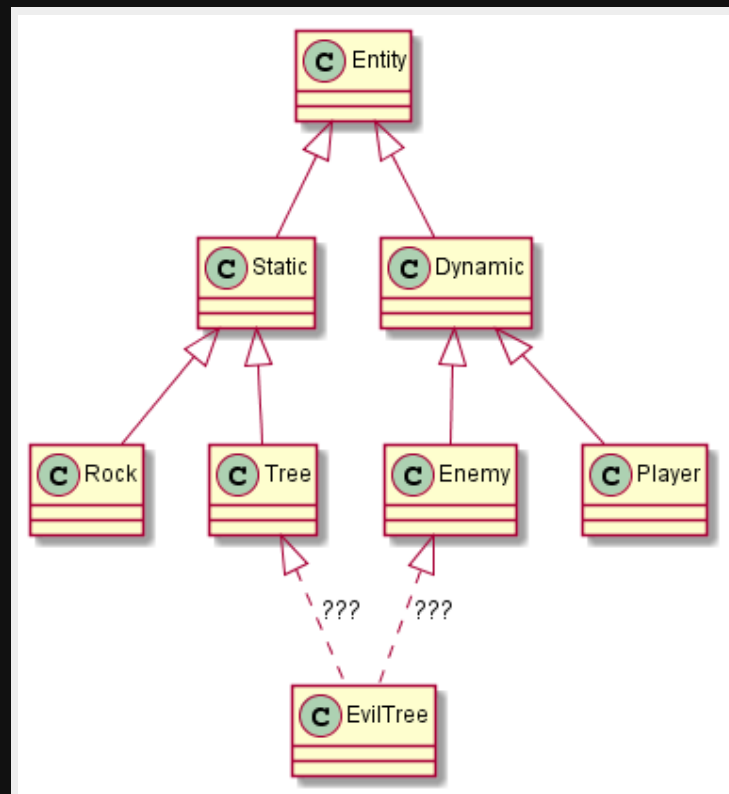 C Entity
C Static
C Dynamic
C Rock
C Tree
C Enemy
C Player
???
???
C EvilTree